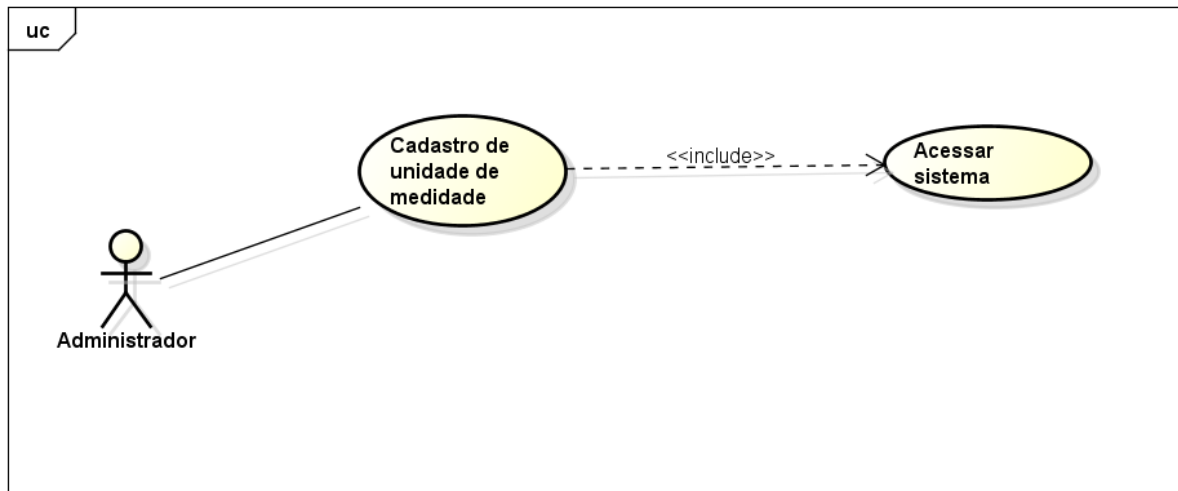 uc
Cadastro de
unidade de
medidade
<<include>>
Acessar
sistema
Administrador